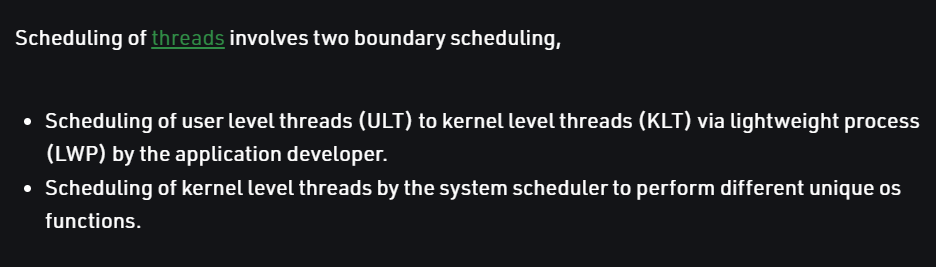 Scheduling of threads involves two boundary scheduling,
• Scheduling of user level threads (ULT) to kernel level threads (KLT) via lightweight process
(LWP) by the application developer.
• Scheduling of kernel level threads by the system scheduler to perform different unique os
functions.